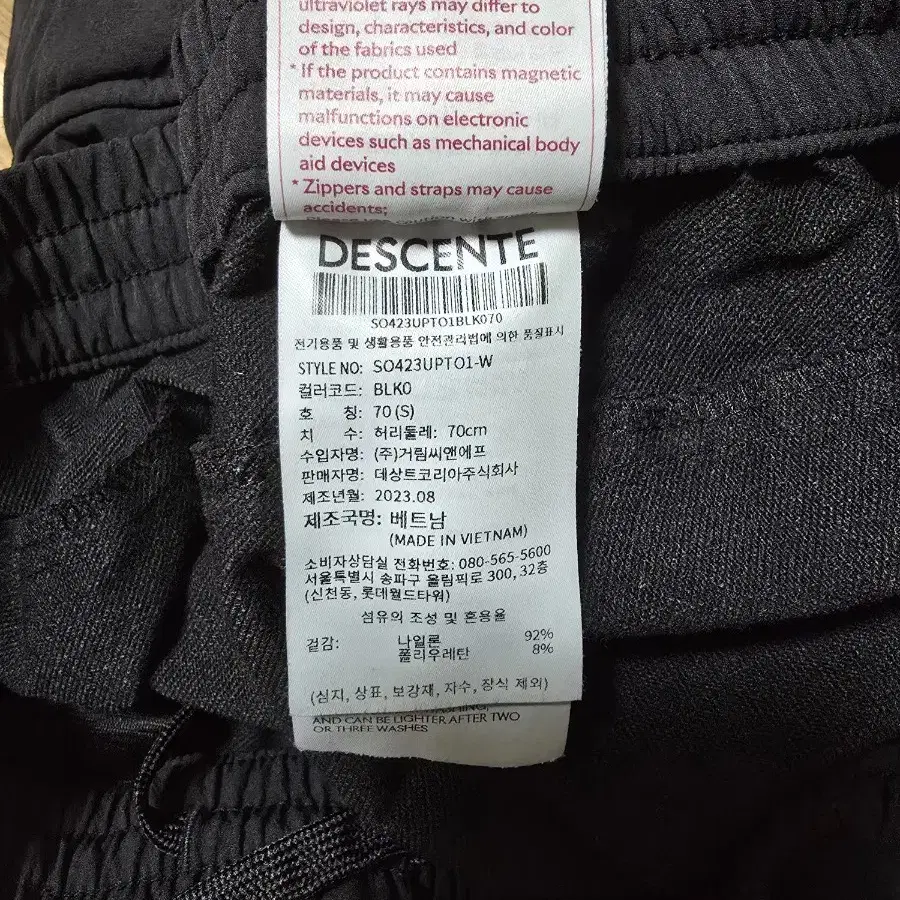 ultraviolet rays may differ to
design, characteristics, and color
of the fabrics used
* If the product contains magnetic
materials, it may cause
malfunctions on electronic
devices such as mechanical body
aid devices
* Zippers and straps may cause
accidents;
DESCENTE
SO423UPTO1BLK070
전기용품 및 생활용품 안전관리법에 의한 품질표시
STYLE NO: SO423UPTO1-W
컬러코드: BLK0
호 칭: 70 (S)
치 수: 허리둘레: 70cm
수입자명: (주)거림씨앤에프
판매자명: 데상트코리아주식회사
제조년월: 2023.08
제조국명: 베트남
(MADE IN VIETNAM)
소비자상담실 전화번호: 080-565-5600
서울특별시 송파구 올림픽로 300, 32층
(신천동, 롯데월드타워)
섬유의 조성 및 혼용율
겉감: 나일론 92%
폴리우레탄 8%
(심지, 상표, 보강재, 자수, 장식 제외)
AND CAN BE LIGHTER AFTER TWO
OR THREE WASHES